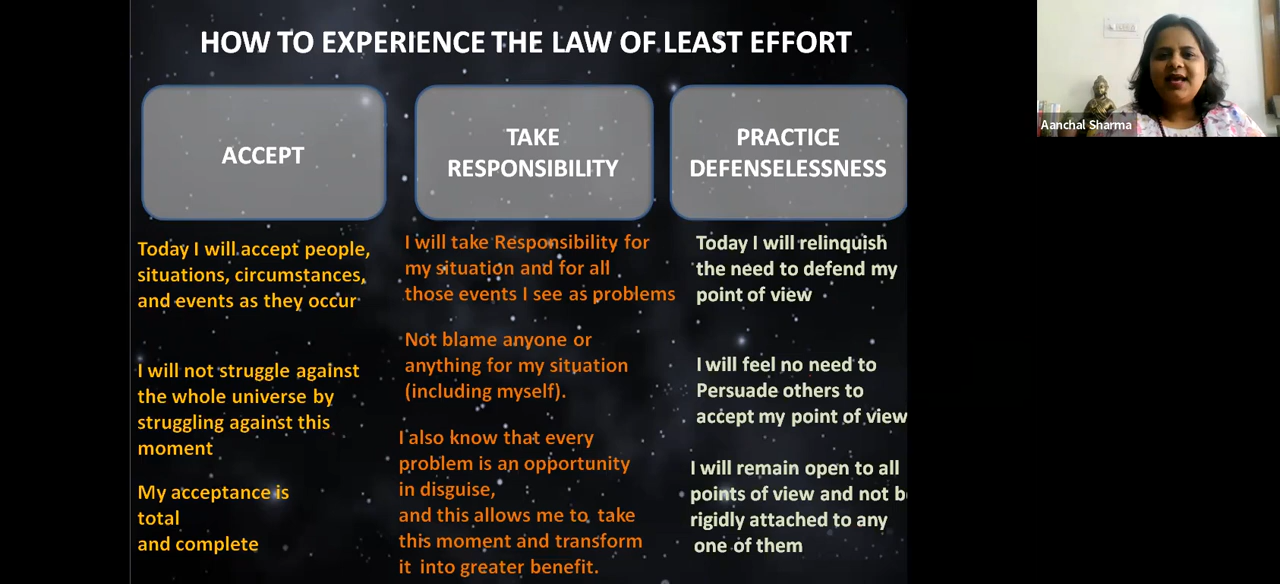 HOW TO EXPERIENCE THE LAW OF LEAST EFFORT
ACCEPT
Today I will accept people,
situations, circumstances,
and events as they occur
I will not struggle against
the whole universe by
struggling against this
moment
My acceptance is
total
and complete
TAKE
RESPONSIBILITY
I will take Responsibility for
my situation and for all
those events I see as problems
Not blame anyone or
anything for my situation
(including myself).
I also know that every
problem is an opportunity
in disguise,
and this allows me to take
this moment and transform
it into greater benefit.
PRACTICE
DEFENSELESSNESS
Today I will relinquish
the need to defend my
point of view
I will feel no need to
Persuade others to
accept my point of view
I will remain open to all
points of view and not b
rigidly attached to any
one of them
Aanchal Sharma